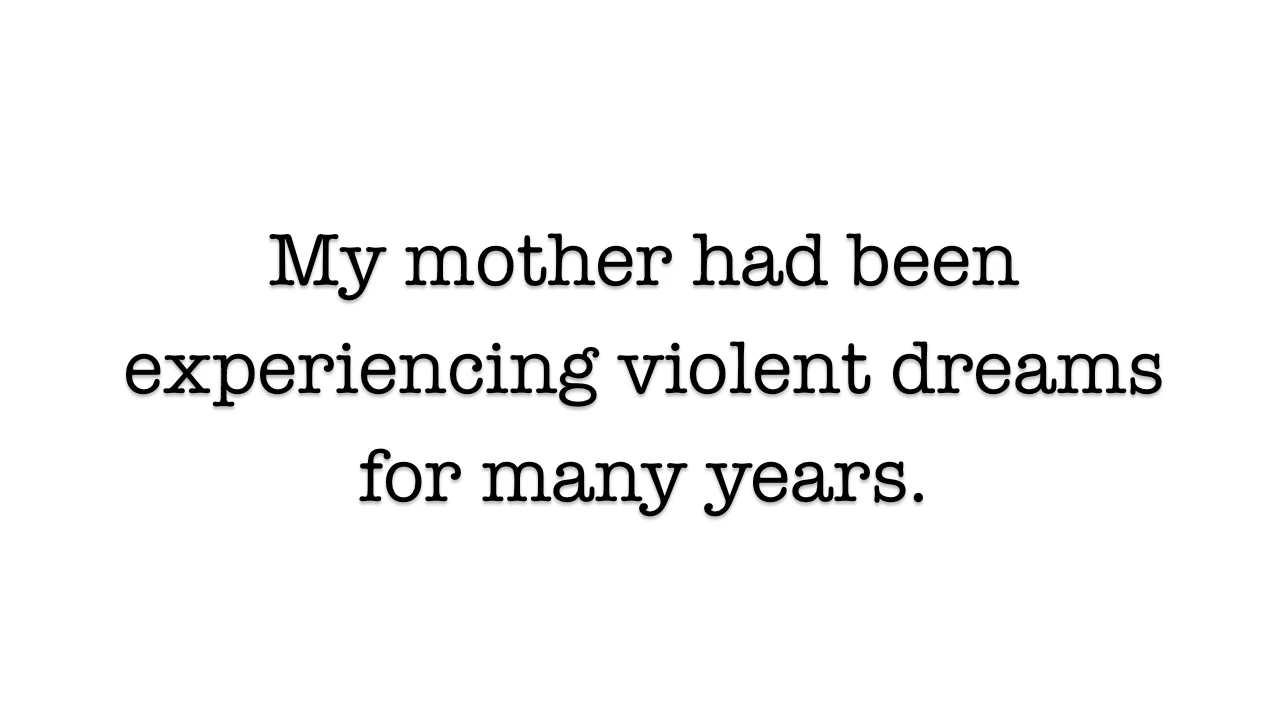 My mother had been
experiencing violent dreams
for many years.